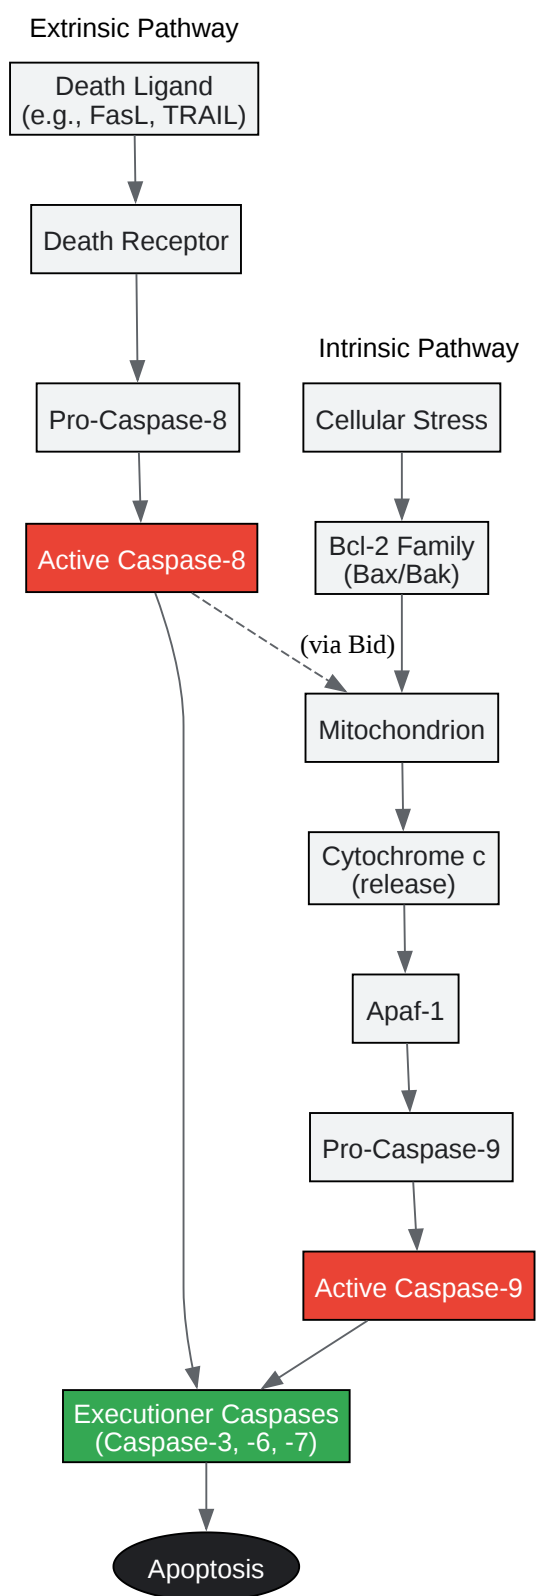 Extrinsic Pathway
Death Ligand
(e.g., FasL, TRAIL)
Death Receptor
Pro-Caspase-8
Active Caspase-8
Intrinsic Pathway
Cellular Stress
Bcl-2 Family
(Bax/Bak)
(via Bid)
Mitochondrion
Cytochrome c
(release)
Apaf-1
Pro-Caspase-9
Active Caspase-9
Executioner Caspases
(Caspase-3, -6, -7)
Apoptosis